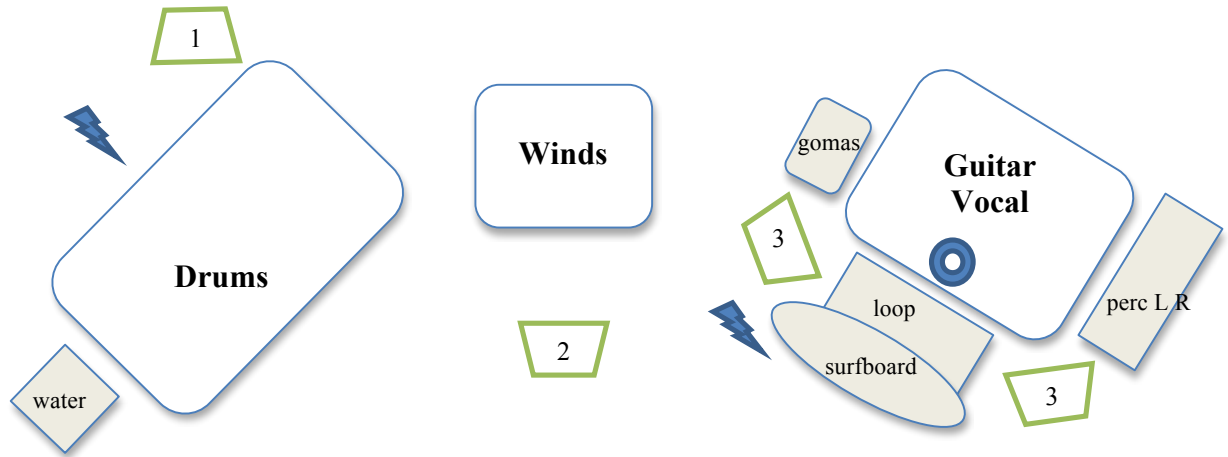 1
Drums
water
Winds
2
gomas
Guitar
Vocal
3
loop
surfboard
perc L R
3